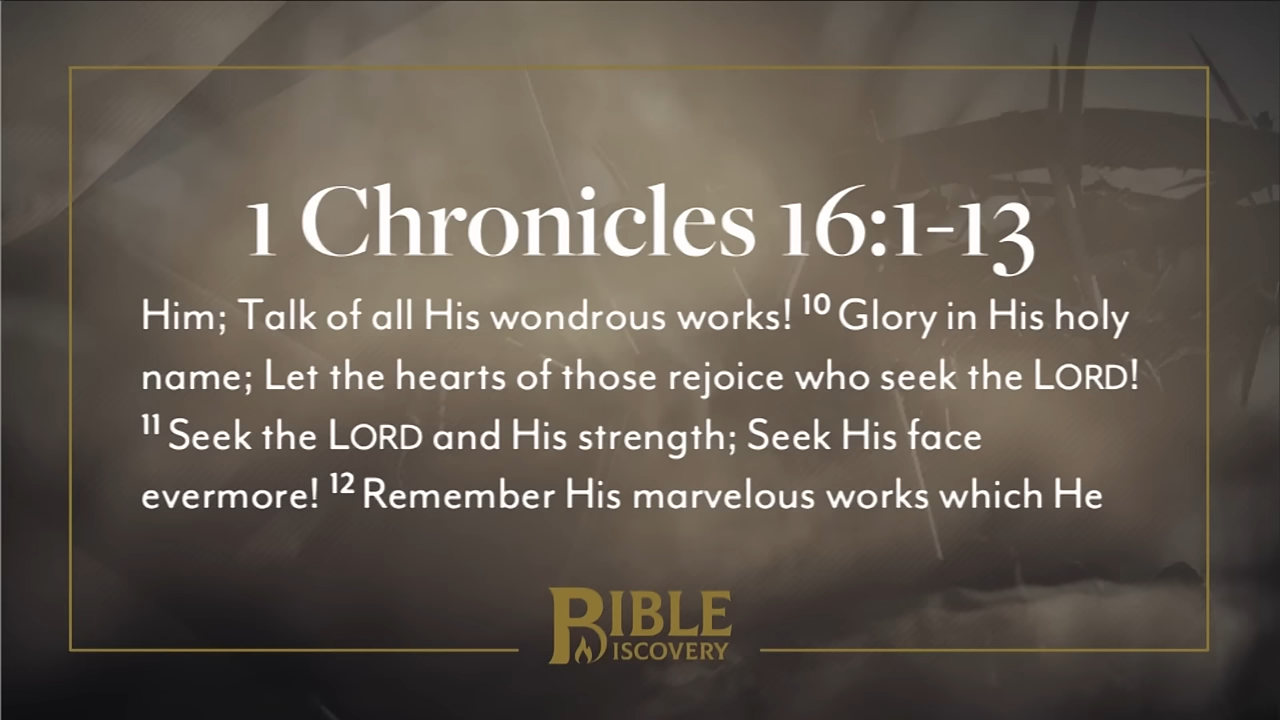 1 Chronicles 16:1-13
Him; Talk of all His wondrous works! 10 Glory in His holy
name; Let the hearts of those rejoice who seek the LORD!
11 Seek the LORD and His strength; Seek His face
evermore! 12 Remember His marvelous works which He
BIBLE
DISCOVERY